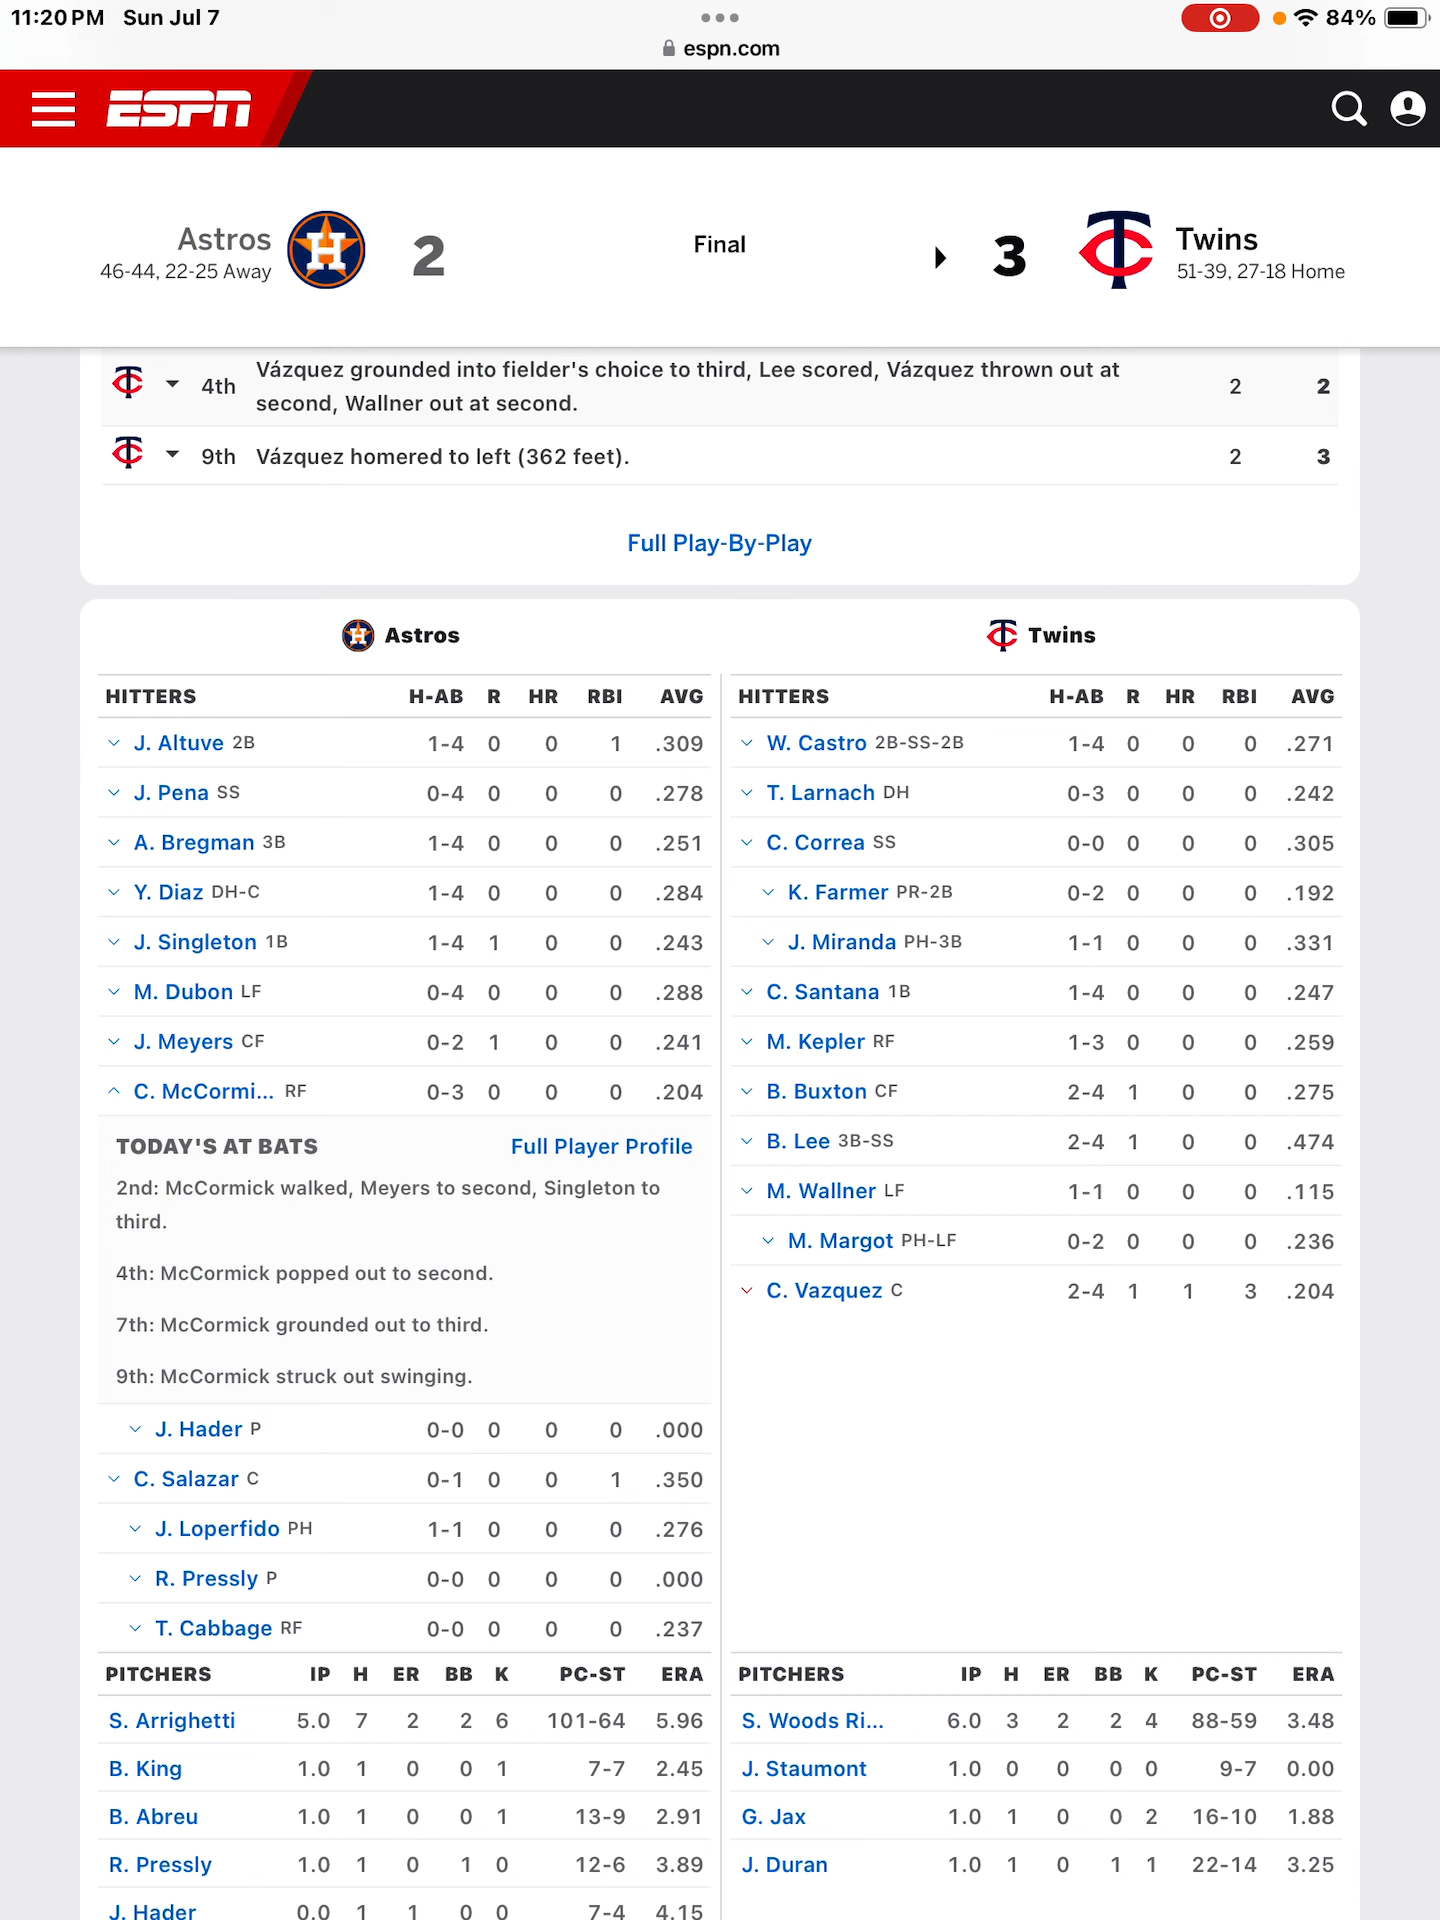 11:20 PM Sun Jul 7
84%
espn.com
ESPN
Astros
46-44, 22-25 Away
2
Final
3
Twins
51-39, 27-18 Home
4th Vázquez grounded into fielder's choice to third, Lee scored, Vázquez thrown out at 2 2
second, Wallner out at second.
9th Vázquez homered to left (362 feet). 2 3
Full Play-By-Play
Astros
HITTERS H-AB R HR RBI AVG
J. Altuve 2B 1-4 0 0 1 .309
J. Pena SS 0-4 0 0 0 .278
A. Bregman 3B 1-4 0 0 0 .251
Y. Diaz DH-C 1-4 0 0 0 .284
J. Singleton 1B 1-4 1 0 0 .243
M. Dubon LF 0-4 0 0 0 .288
J. Meyers CF 0-2 1 0 0 .241
C. McCormi... RF 0-3 0 0 0 .204
TODAY'S AT BATS Full Player Profile
2nd: McCormick walked, Meyers to second, Singleton to
third.
4th: McCormick popped out to second.
7th: McCormick grounded out to third.
9th: McCormick struck out swinging.
J. Hader P 0-0 0 0 0 .000
C. Salazar C 0-1 0 0 1 .350
J. Loperfido PH 1-1 0 0 0 .276
R. Pressly P 0-0 0 0 0 .000
T. Cabbage RF 0-0 0 0 0 .237
PITCHERS IP H ER BB K PC-ST ERA
S. Arrighetti 5.0 7 2 2 6 101-64 5.96
B. King 1.0 1 0 0 1 7-7 2.45
B. Abreu 1.0 1 0 0 1 13-9 2.91
R. Pressly 1.0 1 0 1 0 12-6 3.89
J. Hader 0.0 1 1 0 0 7-4 4.15
Twins
HITTERS H-AB R HR RBI AVG
W. Castro 2B-SS-2B 1-4 0 0 0 .271
T. Larnach DH 0-3 0 0 0 .242
C. Correa SS 0-0 0 0 0 .305
K. Farmer PR-2B 0-2 0 0 0 .192
J. Miranda PH-3B 1-1 0 0 0 .331
C. Santana 1B 1-4 0 0 0 .247
M. Kepler RF 1-3 0 0 0 .259
B. Buxton CF 2-4 1 0 0 .275
B. Lee 3B-SS 2-4 1 0 0 .474
M. Wallner LF 1-1 0 0 0 .115
M. Margot PH-LF 0-2 0 0 0 .236
C. Vazquez C 2-4 1 1 3 .204
PITCHERS IP H ER BB K PC-ST ERA
S. Woods Ri... 6.0 3 2 2 4 88-59 3.48
J. Staumont 1.0 0 0 0 0 9-7 0.00
G. Jax 1.0 1 0 0 2 16-10 1.88
J. Duran 1.0 1 0 1 1 22-14 3.25